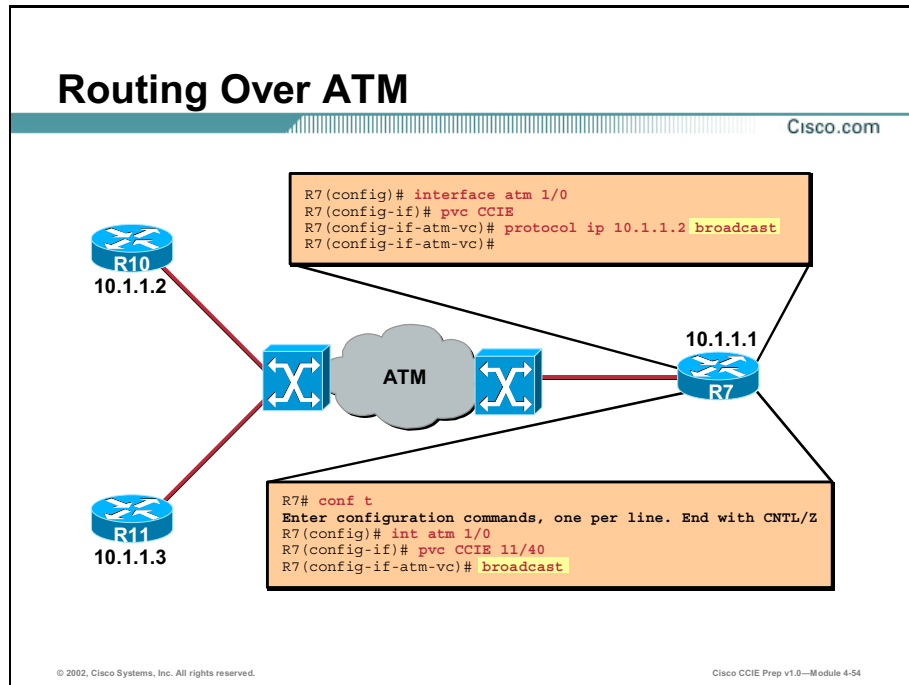 Routing Over ATM
Cisco.com
R7(config)# interface atm 1/0
R7(config-if)# pvc CCIE
R7(config-if-atm-vc)# protocol ip 10.1.1.2 broadcast
R7(config-if-atm-vc)#
R10
10.1.1.2
10.1.1.1
ATM
R7
R11
10.1.1.3
R7# conf t
Enter configuration commands, one per line. End with CNTL/Z
R7(config)# int atm 1/0
R7(config-if)# pvc CCIE 11/40
R7(config-if-atm-vc)# broadcast
© 2002, Cisco Systems, Inc. All rights reserved.
Cisco CCIE Prep v1.0—Module 4-54